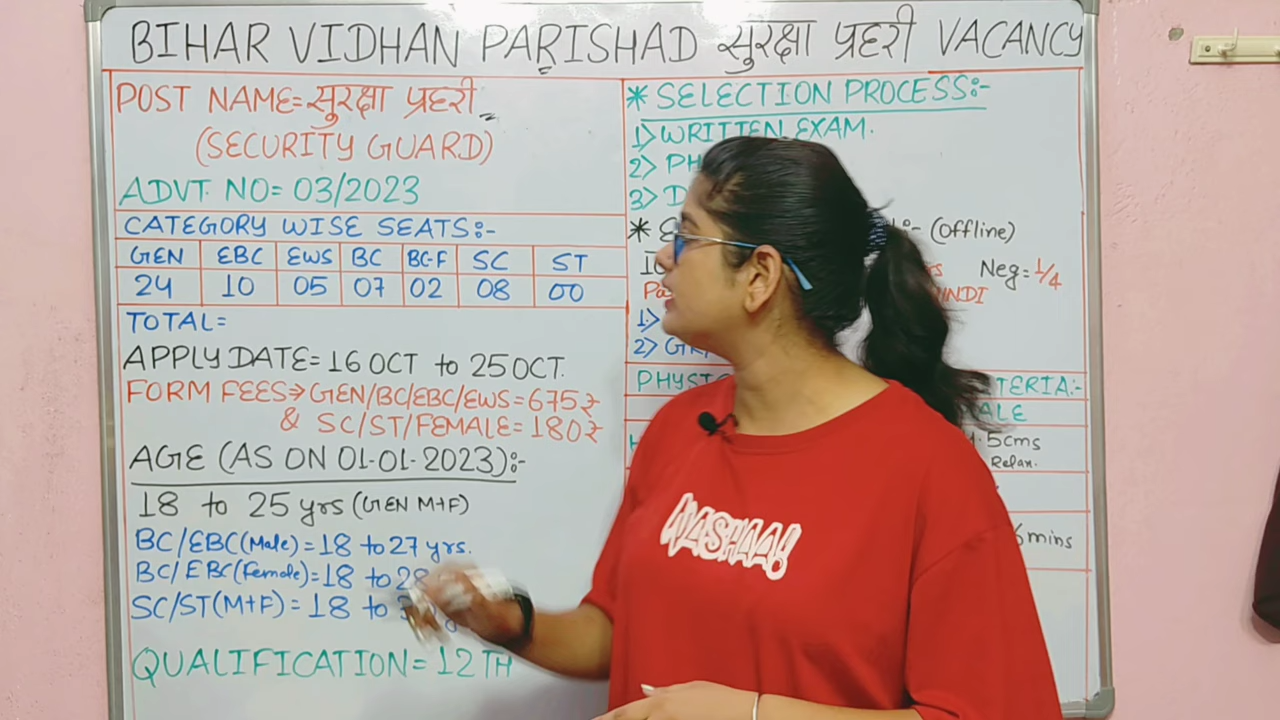 BIHAR VIDHAN PARISHAD सुरक्षा प्रहरी VACANCY
POST NAME=सुरक्षा प्रहरी
(SECURITY GUARD)
ADVT. NO= 03/2023
CATEGORY WISE SEATS:-
GEN EBC EWS BC BC-F SC ST
24 10 05 07 02 08 00
TOTAL=
APPLY DATE= 16 OCT to 25 OCT.
FORM FEES⇒GEN/BC/EBC/EWS=675₹
& SC/ST/FEMALE=180₹
AGE (AS ON 01-01-2023):-
18 to 25 yrs (GEN M+F)
BC/EBC(Male)=18 to 27 yrs.
BC/EBC(Female)=18 to 28
SC/ST(M+F)=18 to
QUALIFICATION=12TH
* SELECTION PROCESS:-
1) WRITTEN EXAM.
2)
3)
* (Offline)
Neg=1/4
1)
2)
5cms
Relax.
mins
WASHAA!